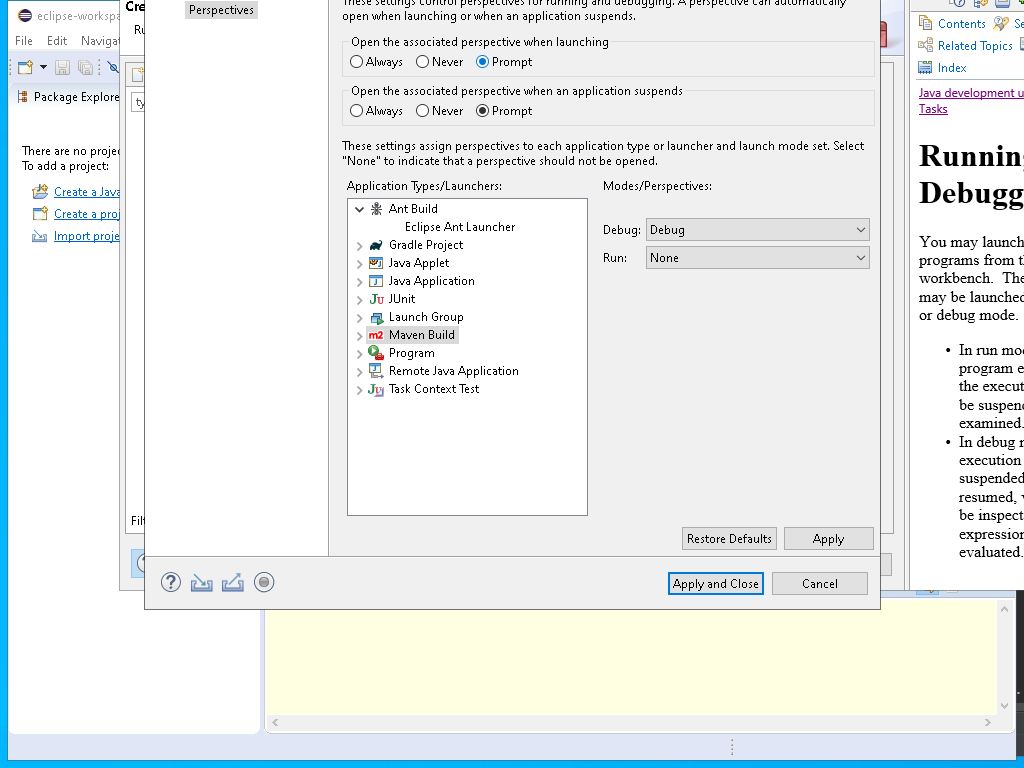 eclipse-workspa
File Edit Navigat
Package Explore
There are no projec
To add a project:
Create a Java
Create a proj
Import proje
Cre
Ru
ty
Filt
Perspectives
These settings control perspectives for running and debugging. A perspective can automatically
open when launching or when an application suspends.
Open the associated perspective when launching
Always Never Prompt
Open the associated perspective when an application suspends
Always Never Prompt
These settings assign perspectives to each application type or launcher and launch mode set. Select
"None" to indicate that a perspective should not be opened.
Application Types/Launchers:
Ant Build
Eclipse Ant Launcher
Gradle Project
Java Applet
Java Application
JU JUnit
Launch Group
m2 Maven Build
Program
Remote Java Application
JU Task Context Test
Modes/Perspectives:
Debug: Debug
Run: None
Restore Defaults Apply
Apply and Close Cancel
Contents Se
Related Topics
Index
Java development u
Tasks
Running
Debugg
You may launch
programs from th
workbench. The
may be launched
or debug mode.
• In run mod
program e
the execut
be suspend
examined.
• In debug m
execution
suspended
resumed, v
be inspect
expression
evaluated.